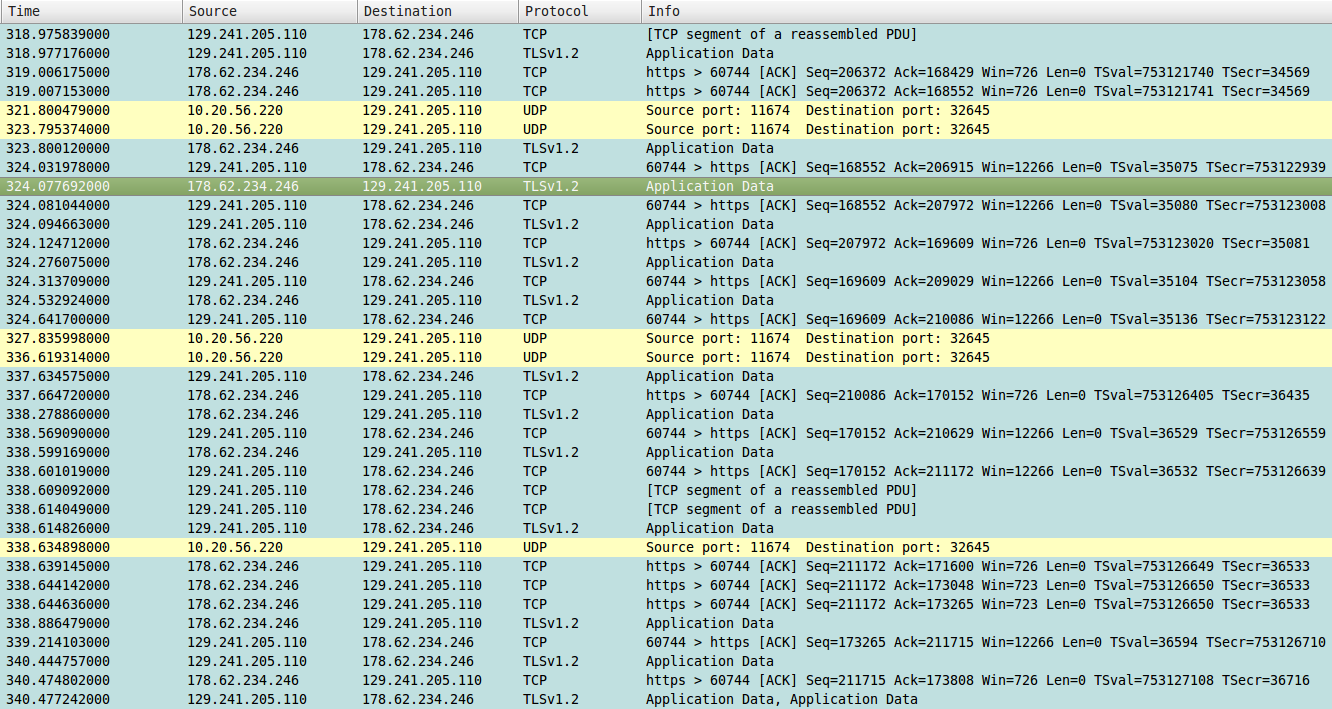 Time Source Destination Protocol Info
318.975839000 129.241.205.110 178.62.234.246 TCP [TCP segment of a reassembled PDU]
318.977176000 129.241.205.110 178.62.234.246 TLSv1.2 Application Data
319.006175000 178.62.234.246 129.241.205.110 TCP https > 60744 [ACK] Seq=206372 Ack=168429 Win=726 Len=0 TSval=753121740 TSecr=34569
319.007153000 178.62.234.246 129.241.205.110 TCP https > 60744 [ACK] Seq=206372 Ack=168552 Win=726 Len=0 TSval=753121741 TSecr=34569
321.800479000 10.20.56.220 129.241.205.110 UDP Source port: 11674 Destination port: 32645
323.795374000 10.20.56.220 129.241.205.110 UDP Source port: 11674 Destination port: 32645
323.800120000 178.62.234.246 129.241.205.110 TLSv1.2 Application Data
324.031978000 129.241.205.110 178.62.234.246 TCP 60744 > https [ACK] Seq=168552 Ack=206915 Win=12266 Len=0 TSval=35075 TSecr=753122939
324.077692000 178.62.234.246 129.241.205.110 TLSv1.2 Application Data
324.081044000 129.241.205.110 178.62.234.246 TCP 60744 > https [ACK] Seq=168552 Ack=207972 Win=12266 Len=0 TSval=35080 TSecr=753123008
324.094663000 129.241.205.110 178.62.234.246 TLSv1.2 Application Data
324.124712000 178.62.234.246 129.241.205.110 TCP https > 60744 [ACK] Seq=207972 Ack=169609 Win=726 Len=0 TSval=753123020 TSecr=35081
324.276075000 178.62.234.246 129.241.205.110 TLSv1.2 Application Data
324.313709000 129.241.205.110 178.62.234.246 TCP 60744 > https [ACK] Seq=169609 Ack=209029 Win=12266 Len=0 TSval=35104 TSecr=753123058
324.532924000 178.62.234.246 129.241.205.110 TLSv1.2 Application Data
324.641700000 129.241.205.110 178.62.234.246 TCP 60744 > https [ACK] Seq=169609 Ack=210086 Win=12266 Len=0 TSval=35136 TSecr=753123122
327.835998000 10.20.56.220 129.241.205.110 UDP Source port: 11674 Destination port: 32645
336.619314000 10.20.56.220 129.241.205.110 UDP Source port: 11674 Destination port: 32645
337.634575000 129.241.205.110 178.62.234.246 TLSv1.2 Application Data
337.664720000 178.62.234.246 129.241.205.110 TCP https > 60744 [ACK] Seq=210086 Ack=170152 Win=726 Len=0 TSval=753126405 TSecr=36435
338.278860000 178.62.234.246 129.241.205.110 TLSv1.2 Application Data
338.569090000 129.241.205.110 178.62.234.246 TCP 60744 > https [ACK] Seq=170152 Ack=210629 Win=12266 Len=0 TSval=36529 TSecr=753126559
338.599169000 178.62.234.246 129.241.205.110 TLSv1.2 Application Data
338.601019000 129.241.205.110 178.62.234.246 TCP 60744 > https [ACK] Seq=170152 Ack=211172 Win=12266 Len=0 TSval=36532 TSecr=753126639
338.609092000 129.241.205.110 178.62.234.246 TCP [TCP segment of a reassembled PDU]
338.614049000 129.241.205.110 178.62.234.246 TCP [TCP segment of a reassembled PDU]
338.614826000 129.241.205.110 178.62.234.246 TLSv1.2 Application Data
338.634898000 10.20.56.220 129.241.205.110 UDP Source port: 11674 Destination port: 32645
338.639145000 178.62.234.246 129.241.205.110 TCP https > 60744 [ACK] Seq=211172 Ack=171600 Win=726 Len=0 TSval=753126649 TSecr=36533
338.644142000 178.62.234.246 129.241.205.110 TCP https > 60744 [ACK] Seq=211172 Ack=173048 Win=723 Len=0 TSval=753126650 TSecr=36533
338.644636000 178.62.234.246 129.241.205.110 TCP https > 60744 [ACK] Seq=211172 Ack=173265 Win=723 Len=0 TSval=753126650 TSecr=36533
338.886479000 178.62.234.246 129.241.205.110 TLSv1.2 Application Data
339.214103000 129.241.205.110 178.62.234.246 TCP 60744 > https [ACK] Seq=173265 Ack=211715 Win=12266 Len=0 TSval=36594 TSecr=753126710
340.444757000 129.241.205.110 178.62.234.246 TLSv1.2 Application Data
340.474802000 178.62.234.246 129.241.205.110 TCP https > 60744 [ACK] Seq=211715 Ack=173808 Win=726 Len=0 TSval=753127108 TSecr=36716
340.477242000 129.241.205.110 178.62.234.246 TLSv1.2 Application Data, Application Data